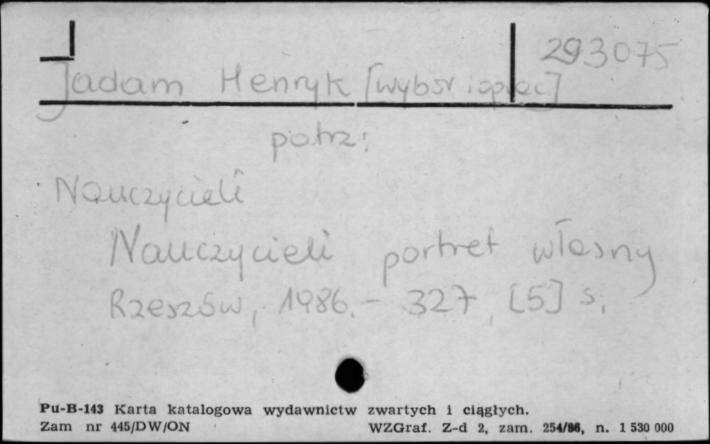 293075
Jadam Henryk [wybór i oprac]
patrz:
Nauczycieli
Nauczycieli portret własny
Rzeszów, 1986. - 327, [5] s.
Pu-B-143 Karta katalogowa wydawnictw zwartych i ciągłych.
Zam nr 445/DW/ON WZGraf. Z-d 2, zam. 254/86, n. 1 530 000